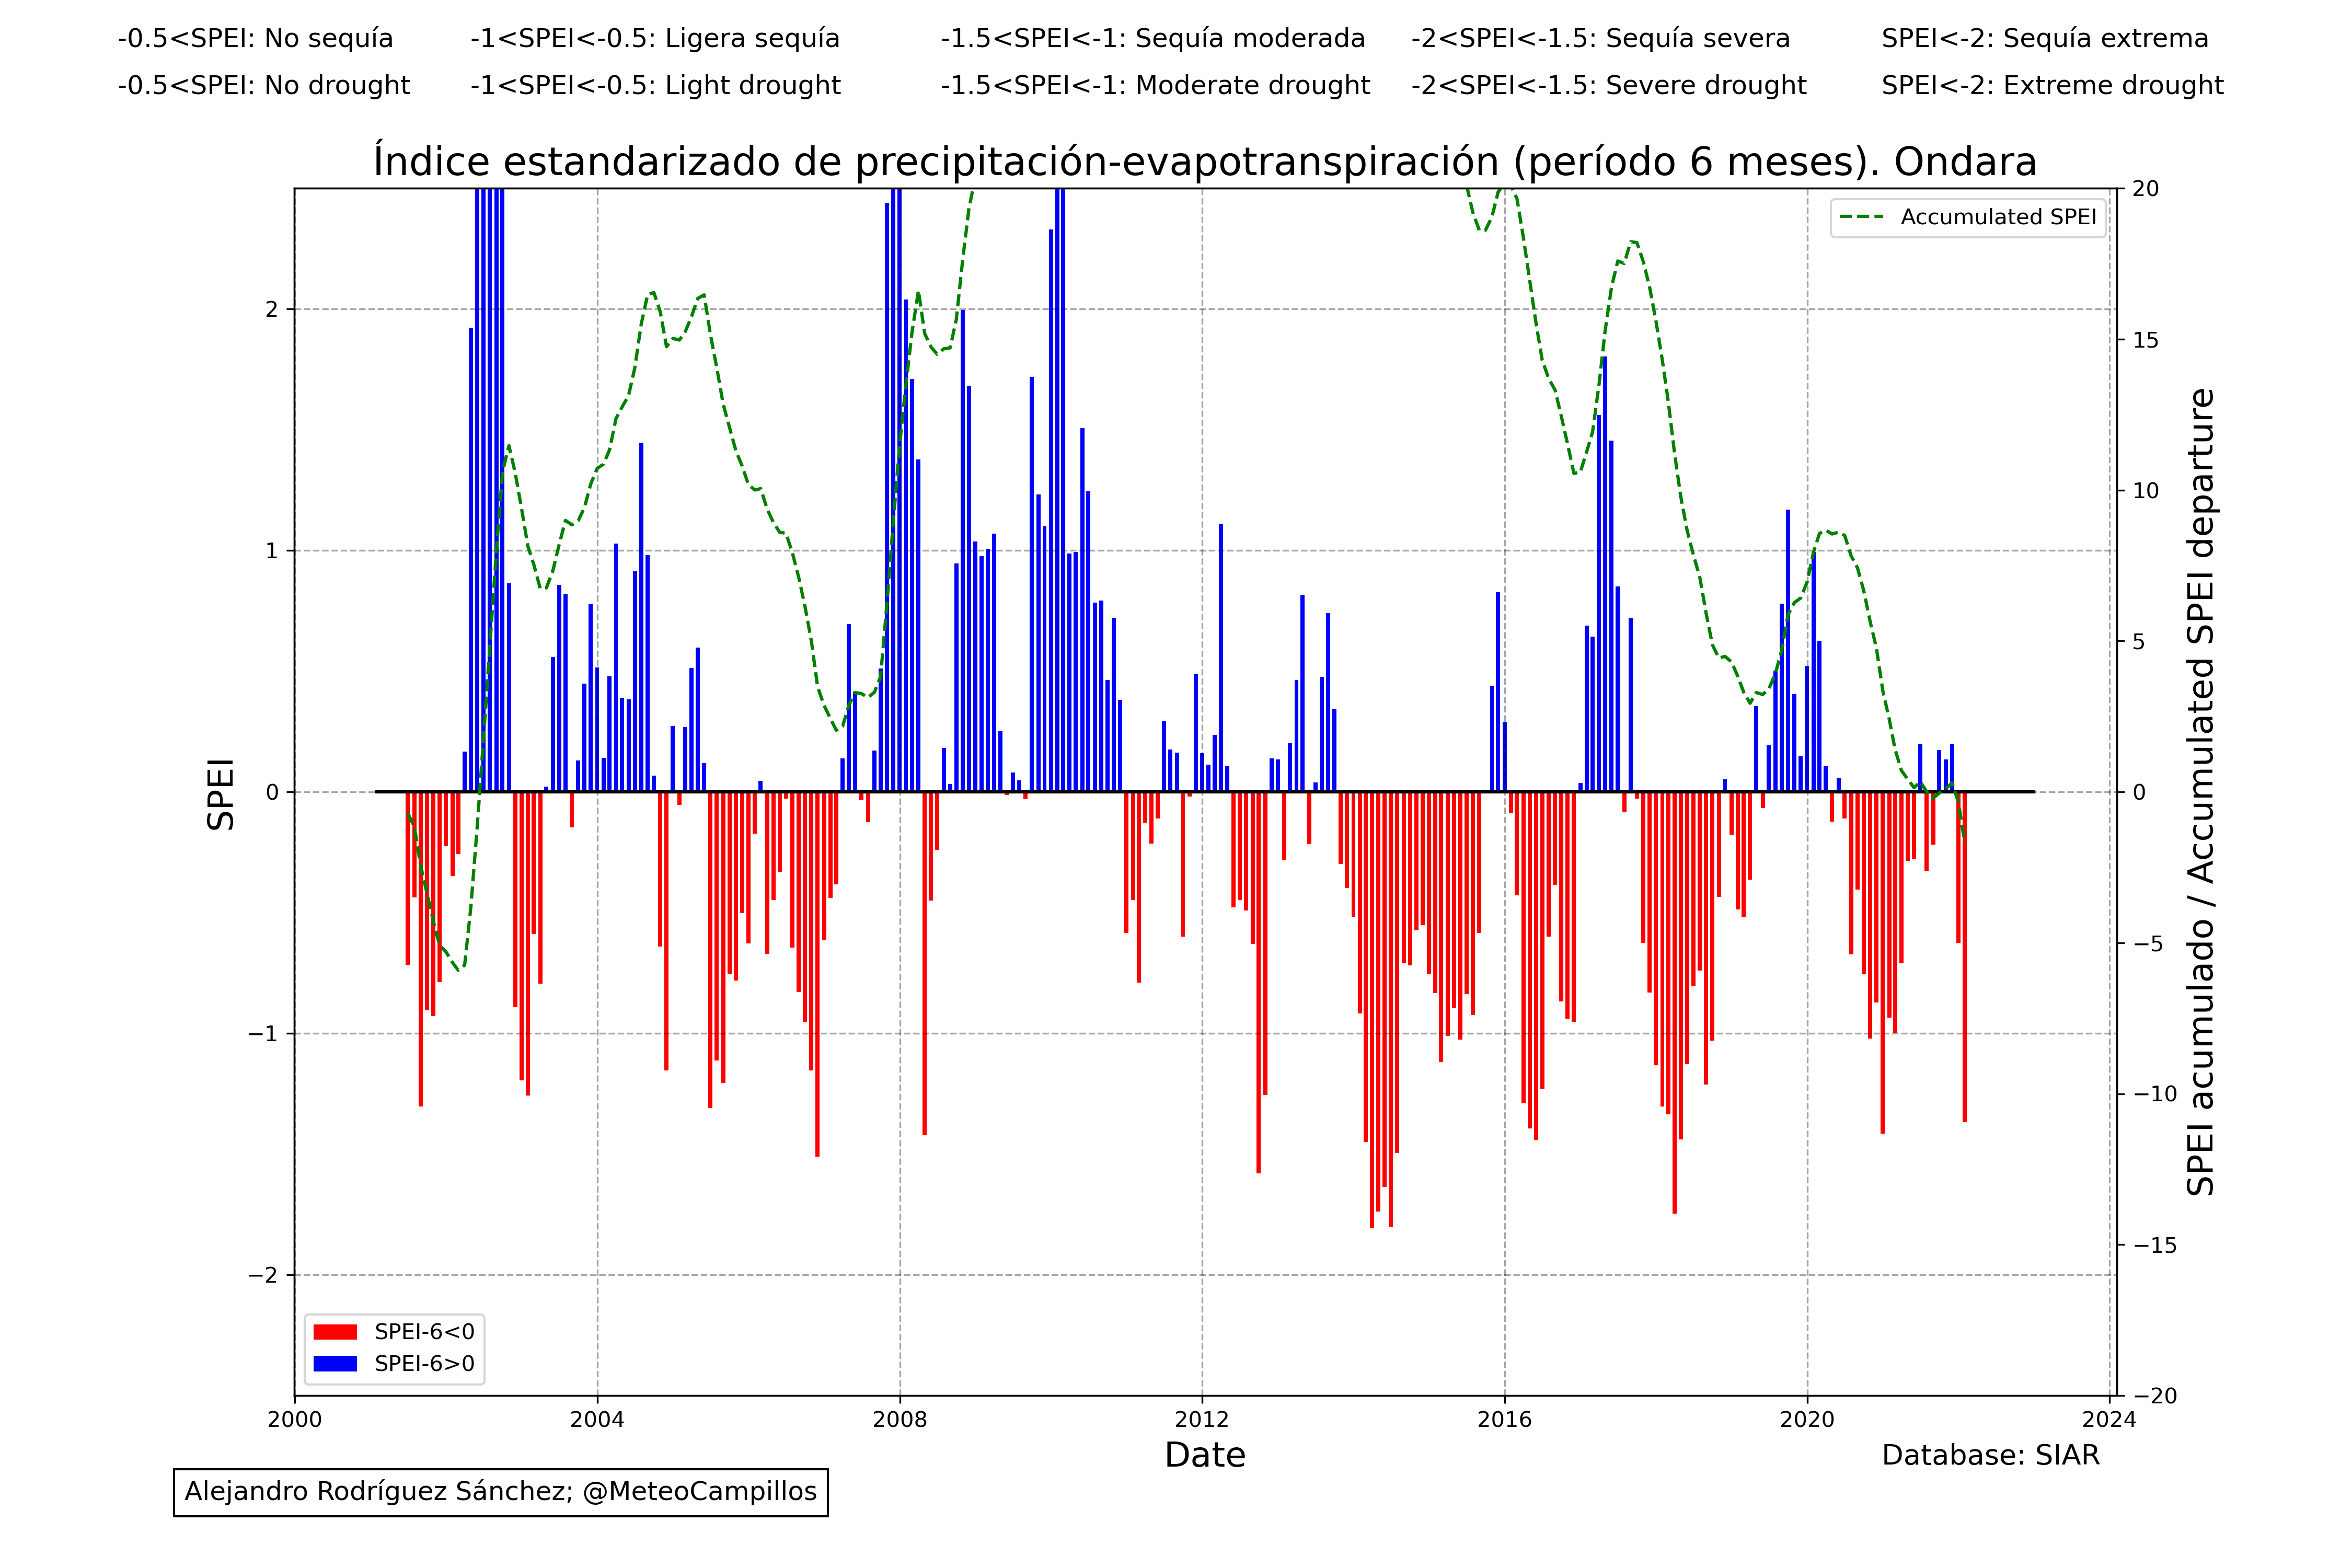 -0.5<SPEI: No sequía -1<SPEI<-0.5: Ligera sequía -1.5<SPEI<-1: Sequía moderada -2<SPEI<-1.5: Sequía severa SPEI<-2: Sequía extrema
-0.5<SPEI: No drought -1<SPEI<-0.5: Light drought -1.5<SPEI<-1: Moderate drought -2<SPEI<-1.5: Severe drought SPEI<-2: Extreme drought
Índice estandarizado de precipitación-evapotranspiración (período 6 meses). Ondara
Accumulated SPEI
SPEI
2
1
0
−1
−2
20
15
10
5
0
−5
−10
−15
−20
SPEI acumulado / Accumulated SPEI departure
SPEI-6<0
SPEI-6>0
2000 2004 2008 2012 2016 2020 2024
Date
Database: SIAR
Alejandro Rodríguez Sánchez; @MeteoCampillos